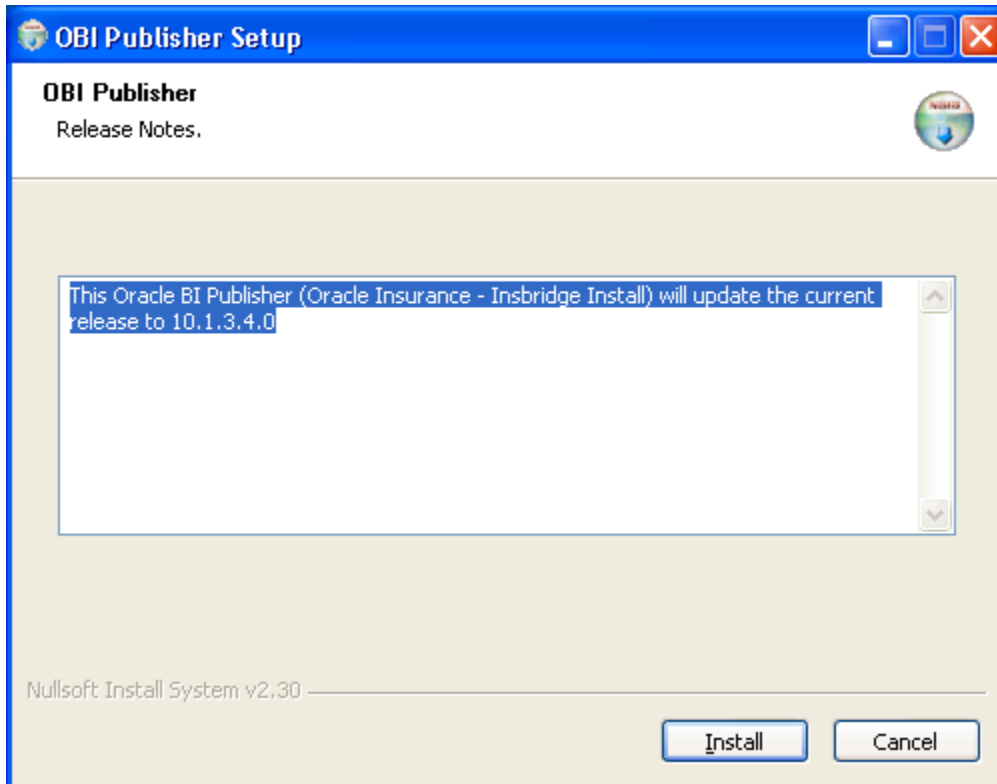 OBI Publisher Setup
OBI Publisher
Release Notes.
This Oracle BI Publisher (Oracle Insurance - Insbridge Install) will update the current
release to 10.1.3.4.0
Nullsoft Install System v2.30
Install
Cancel